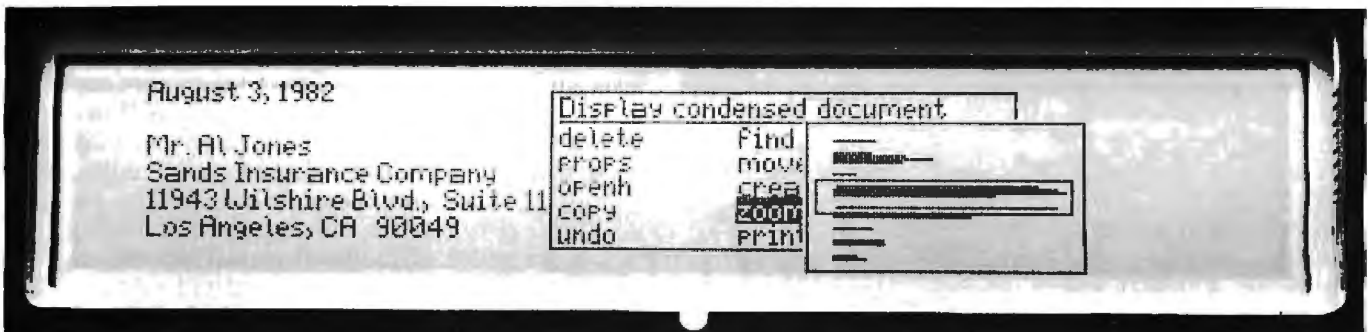 August 3, 1982
Mr. Al Jones
Sands Insurance Company
11943 Wilshire Blvd., Suite 11
Los Angeles, CA 90049
Display condensed document
delete find
props move
openh crea
copy zoom
undo print